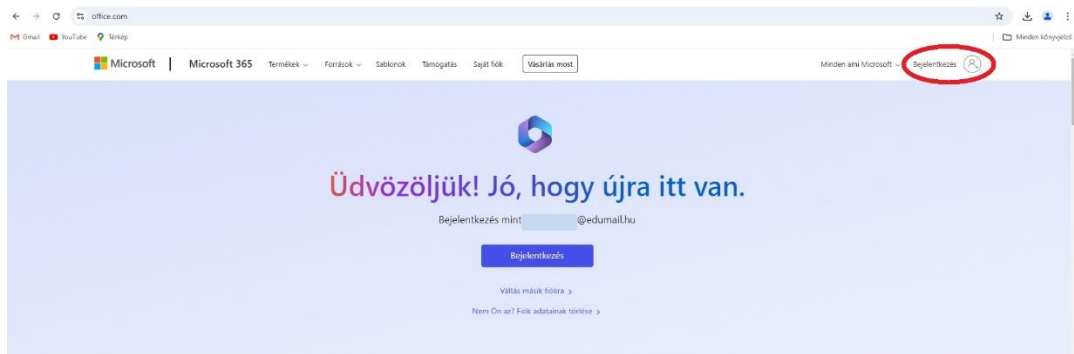 office.com
Gmail YouTube Térkép
Minden könyvjelző
Microsoft Microsoft 365 Termékek Források Sablonok Támogatás Saját fiók Vásárlás most Minden ami Microsoft Bejelentkezés
Üdvözöljük! Jó, hogy újra itt van.
Bejelentkezés mint @edumail.hu
Bejelentkezés
Váltás másik fiókra
Nem Ön az? Fiók adatainak törlése